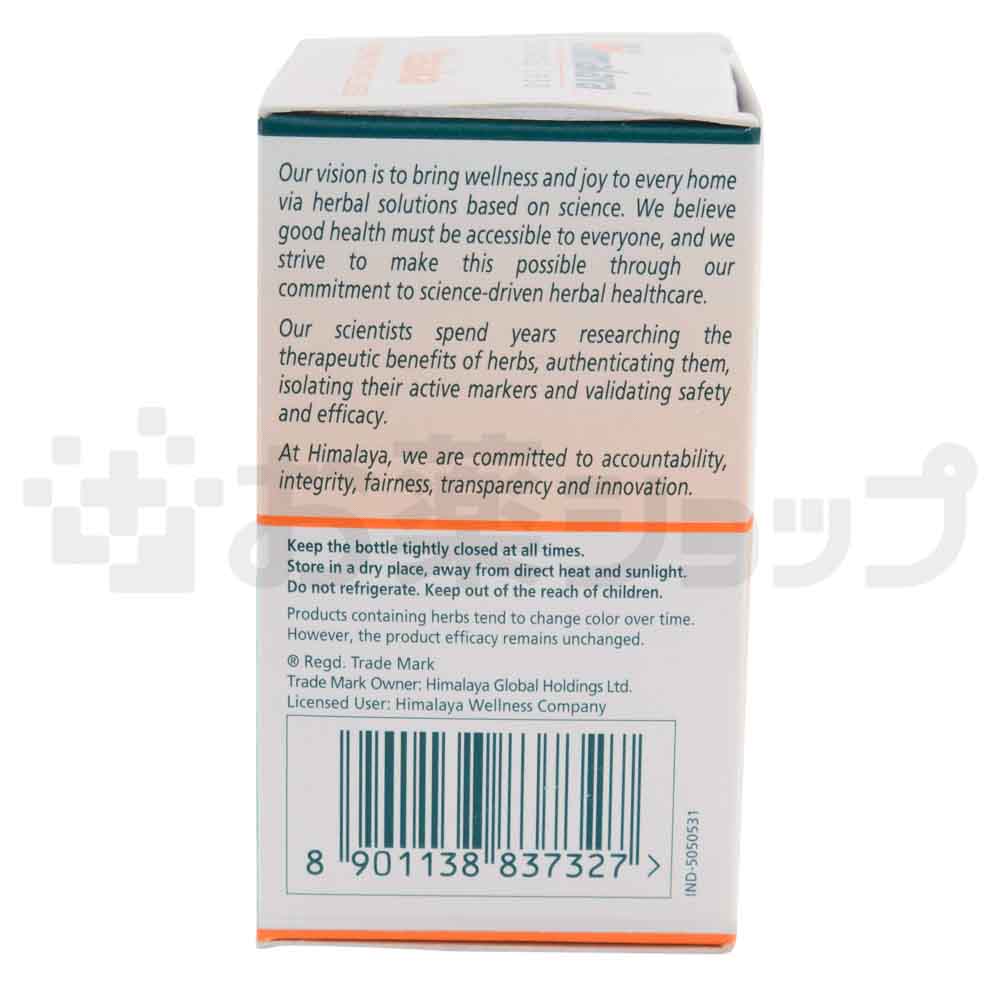 Our vision is to bring wellness and joy to every home
via herbal solutions based on science. We believe
good health must be accessible to everyone, and we
strive to make this possible through our
commitment to science-driven herbal healthcare.
Our scientists spend years researching the
therapeutic benefits of herbs, authenticating them,
isolating their active markers and validating safety
and efficacy.
At Himalaya, we are committed to accountability,
integrity, fairness, transparency and innovation.
お薬ショップ
Keep the bottle tightly closed at all times.
Store in a dry place, away from direct heat and sunlight.
Do not refrigerate. Keep out of the reach of children.
Products containing herbs tend to change color over time.
However, the product efficacy remains unchanged.
® Regd. Trade Mark
Trade Mark Owner: Himalaya Global Holdings Ltd.
Licensed User: Himalaya Wellness Company
8 901138 837327 >
IND-5050531